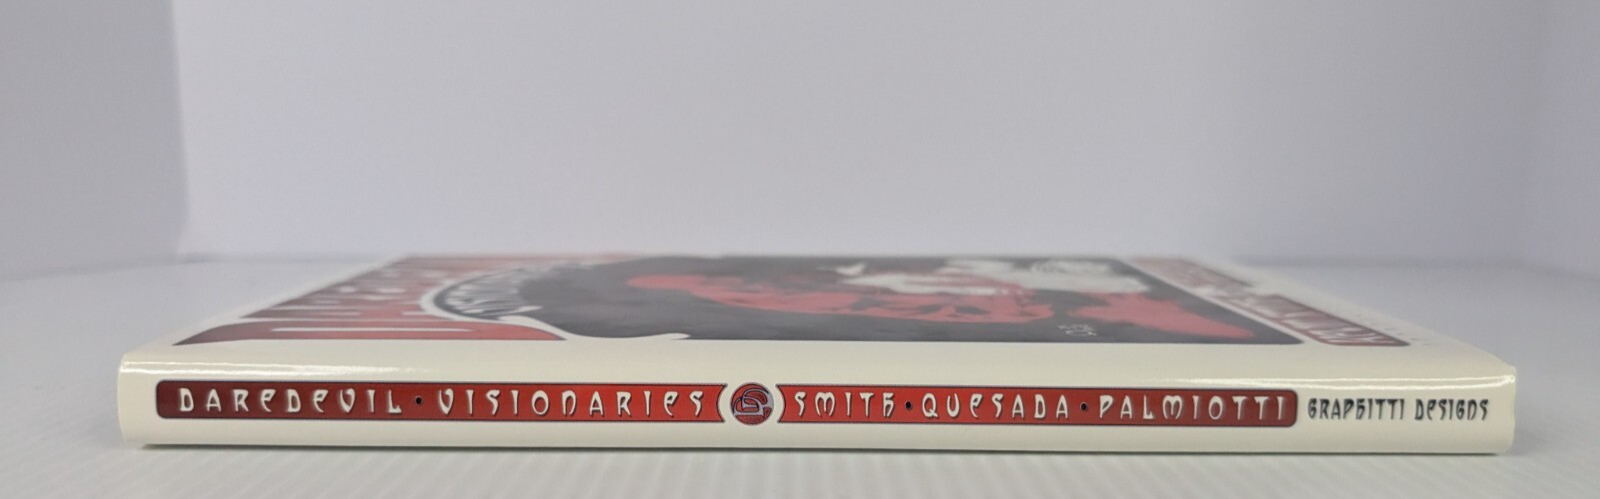 DAREDEVIL • VISIONARIES SMITH • QUESADA • PALMIOTTI GRAPHITTI DESIGNS